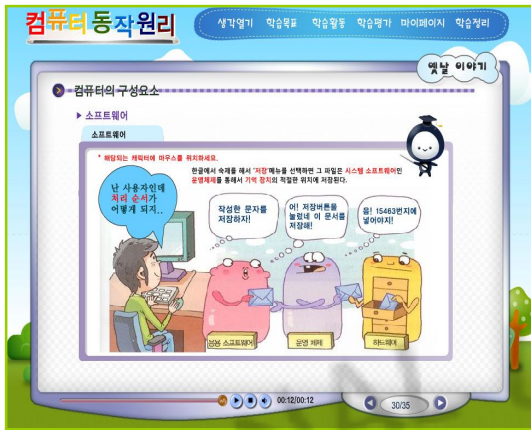 컴퓨터동작원리
생각열기 학습목표 학습활동 학습평가 마이페이지 학습정리
옛날 이야기
컴퓨터의 구성요소
▶ 소프트웨어
소프트웨어
* 해당되는 캐릭터에 마우스를 위치하세요.
한글에서 숙제를 해서 '저장'메뉴를 선택하면 그 파일은 시스템 소프트웨어인
운영체제를 통해서 기억 장치의 적절한 위치에 저장된다.
난 사용자인데
처리 순서가
어떻게 되지..
작성한 문자를
저장하자!
어! 저장버튼을
눌렀네 이 문서를
저장해!
음! 15463번지에
넣어야지!
응용 소프트웨어
운영 체제
하드웨어
00:12/00:12
30/35